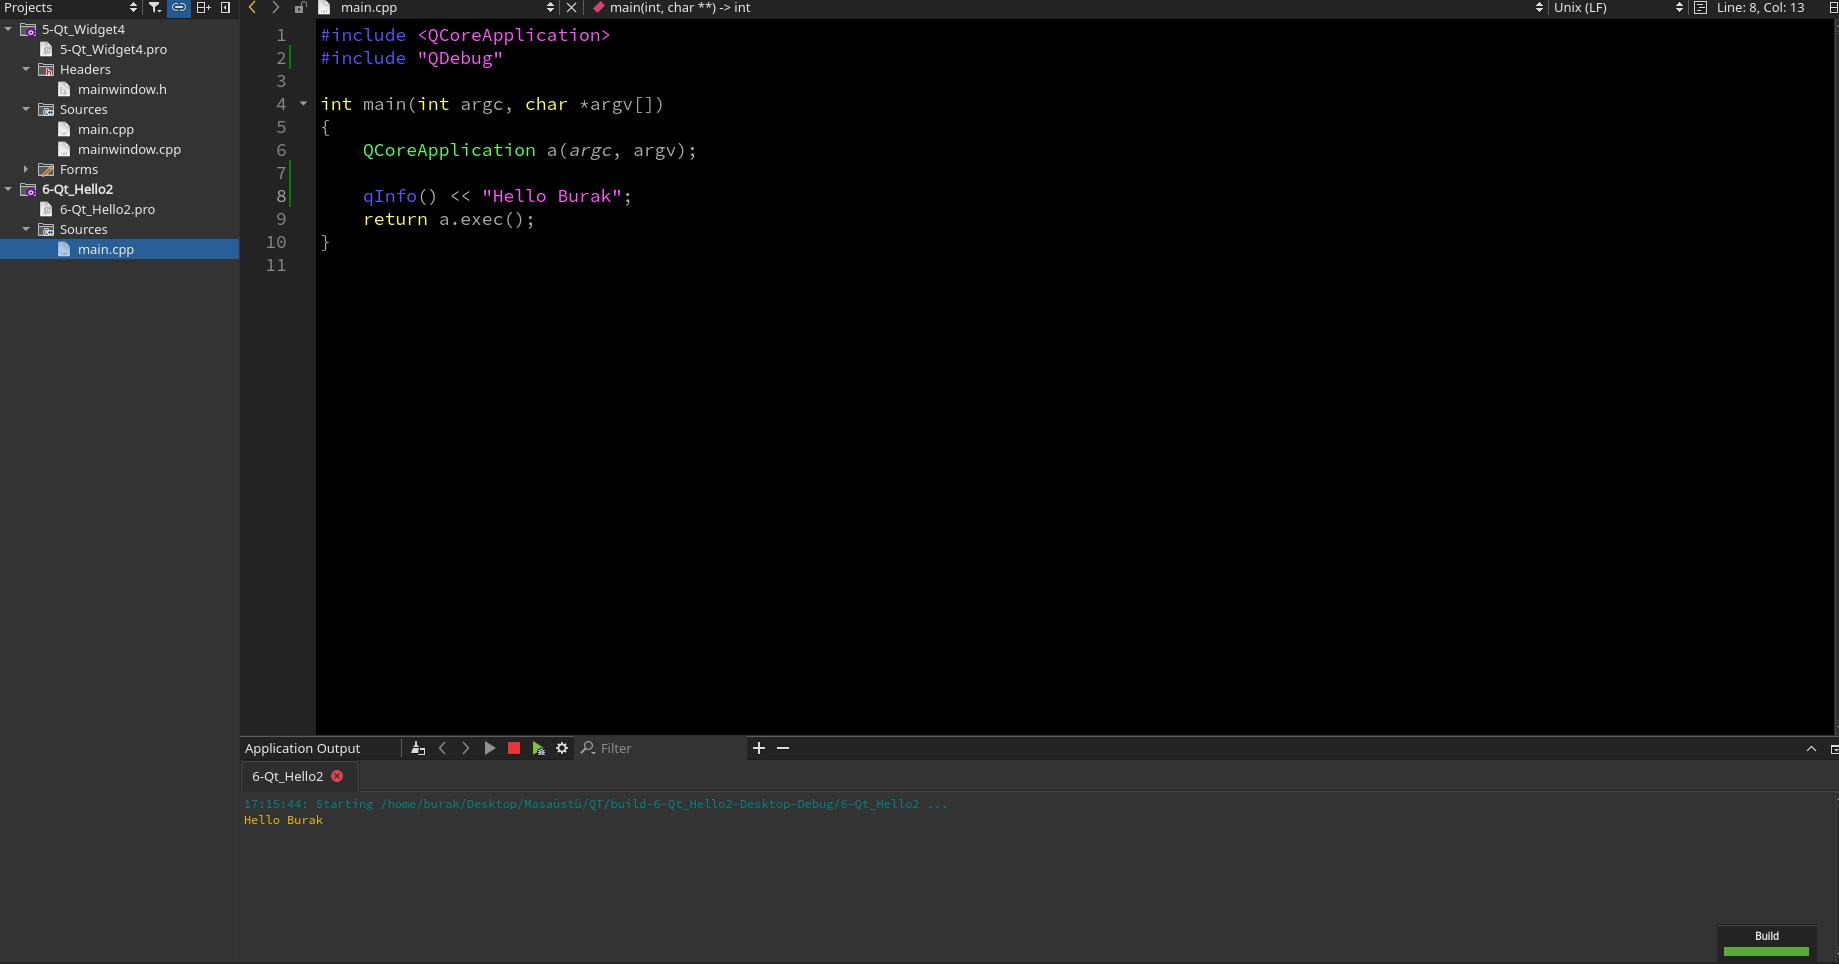 Projects
main.cpp
main(int, char **) -> int
Unix (LF)
Line: 8, Col: 13
5-Qt_Widget4
5-Qt_Widget4.pro
Headers
mainwindow.h
Sources
main.cpp
mainwindow.cpp
Forms
6-Qt_Hello2
6-Qt_Hello2.pro
Sources
main.cpp
1 #include <QCoreApplication>
2 #include "QDebug"
3
4 int main(int argc, char *argv[])
5 {
6     QCoreApplication a(argc, argv);
7
8     qInfo() << "Hello Burak";
9     return a.exec();
10 }
11
Application Output
Filter
6-Qt_Hello2
17:15:44: Starting /home/burak/Desktop/Masaüstü/QT/build-6-Qt_Hello2-Desktop-Debug/6-Qt_Hello2 ...
Hello Burak
Build